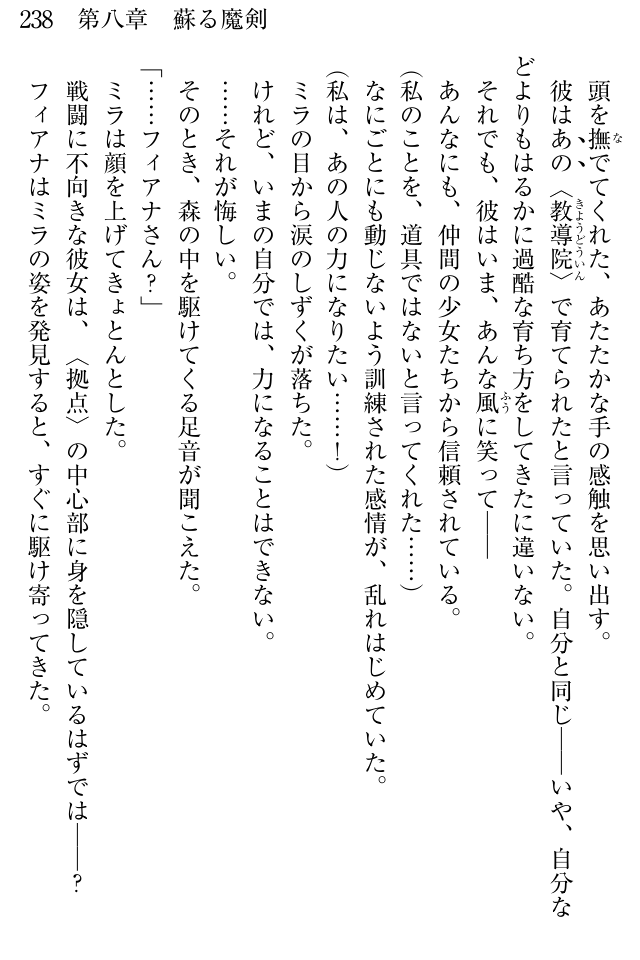 238　第八章　蘇る魔剣
頭を撫でてくれた、あたたかな手の感触を思い出す。
彼はあの〈教導院〉で育てられたと言っていた。自分と同じ――いや、自分な
どよりもはるかに過酷な育ち方をしてきたに違いない。
それでも、彼はいま、あんな風に笑って――
あんなにも、仲間の少女たちから信頼されている。
(私のことを、道具ではないと言ってくれた……)
なにごとにも動じないよう訓練された感情が、乱れはじめていた。
(私は、あの人の力になりたい……！)
ミラの目から涙のしずくが落ちた。
けれど、いまの自分では、力になることはできない。
……それが悔しい。
そのとき、森の中を駆けてくる足音が聞こえた。
「……フィアナさん？」
ミラは顔を上げてきょとんとした。
戦闘に不向きな彼女は、〈拠点〉の中心部に身を隠しているはずでは――？
フィアナはミラの姿を発見すると、すぐに駆け寄ってきた。